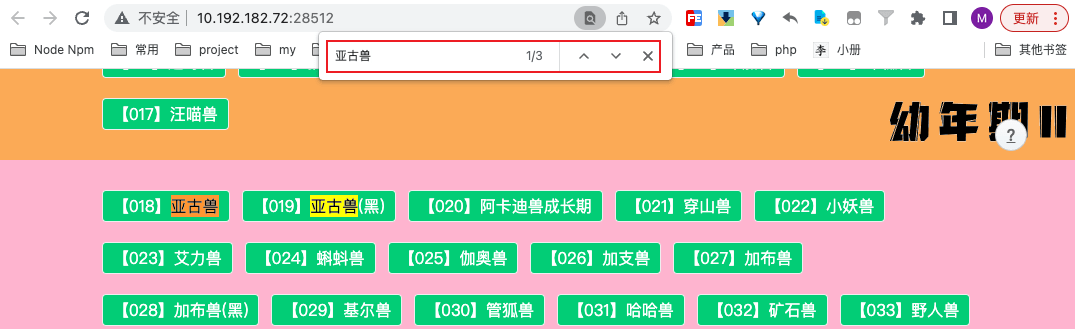 不安全 | 10.192.182.72:28512
M
更新
Node Npm
常用
project
my
产品
php
李
小册
其他书签
亚古兽
1/3
【017】汪喵兽
幼年期II
?
【018】亚古兽
【019】亚古兽(黑)
【020】阿卡迪兽成长期
【021】穿山兽
【022】小妖兽
【023】艾力兽
【024】蝌蚪兽
【025】伽奥兽
【026】加支兽
【027】加布兽
【028】加布兽(黑)
【029】基尔兽
【030】管狐兽
【031】哈哈兽
【032】矿石兽
【033】野人兽